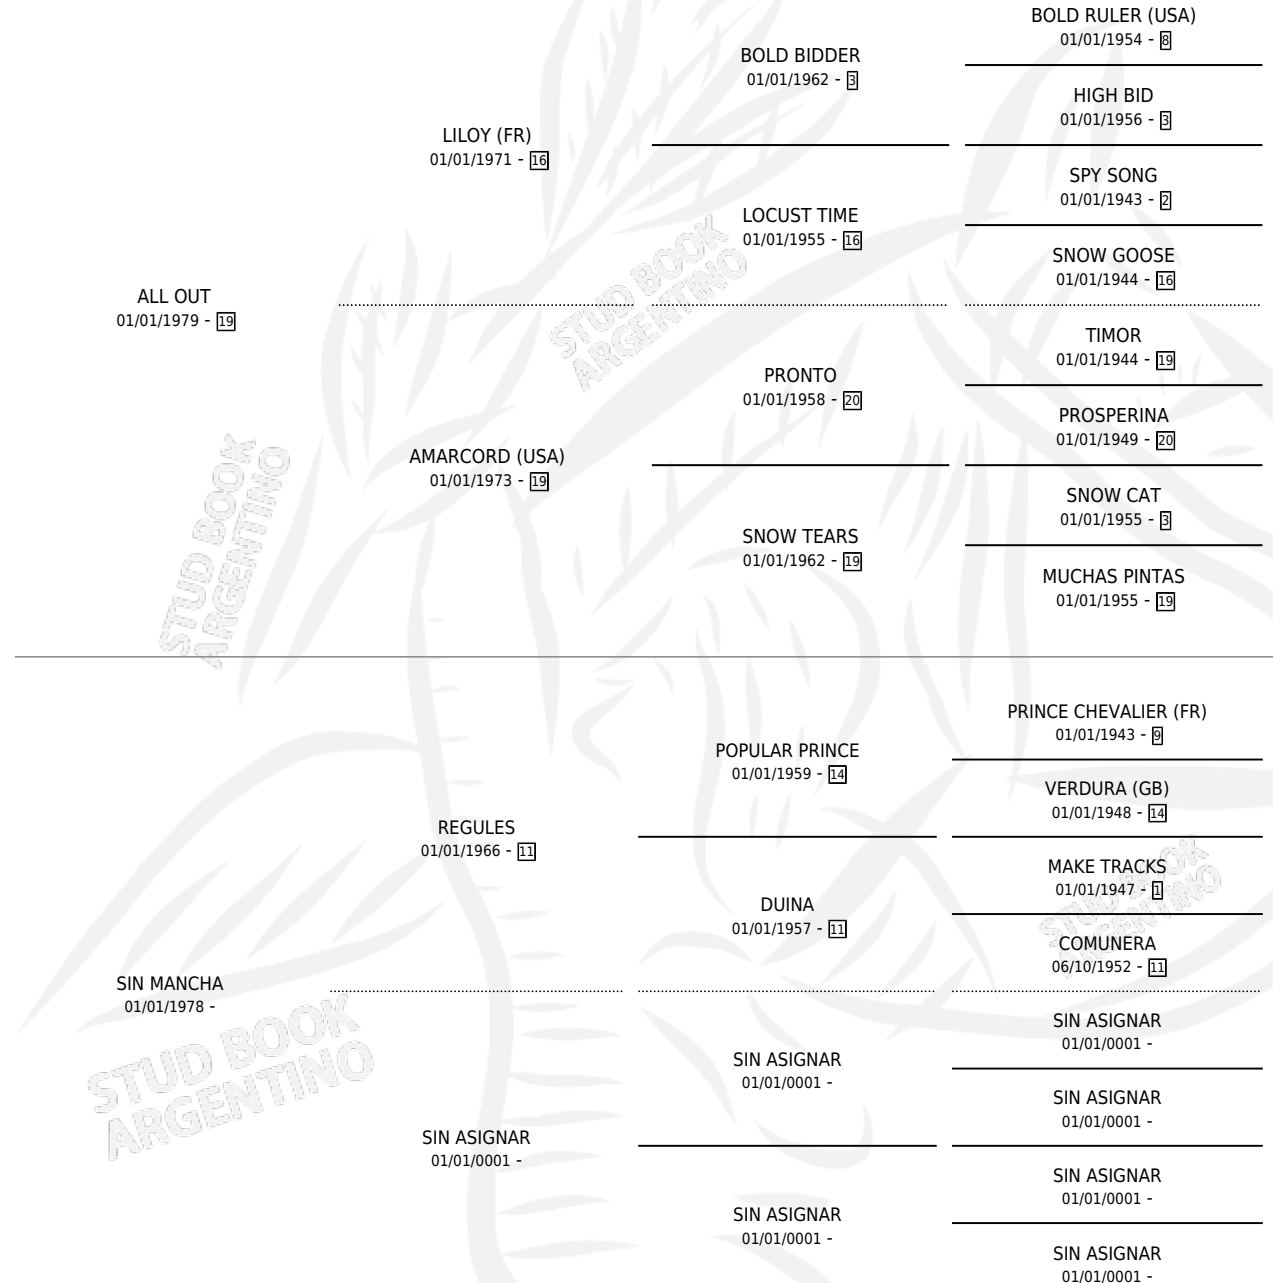 BOLD RULER (USA)
01/01/1954 - 8
BOLD BIDDER
01/01/1962 - 3
HIGH BID
01/01/1956 - 3
LILOY (FR)
01/01/1971 - 16
SPY SONG
01/01/1943 - 2
LOCUST TIME
01/01/1955 - 16
SNOW GOOSE
01/01/1944 - 16
ALL OUT
01/01/1979 - 19
STUD BOOK
ARGENTINO
TIMOR
01/01/1944 - 19
PRONTO
01/01/1958 - 20
PROSPERINA
01/01/1949 - 20
AMARCORD (USA)
01/01/1973 - 19
SNOW CAT
01/01/1955 - 3
SNOW TEARS
01/01/1962 - 19
MUCHAS PINTAS
01/01/1955 - 19
STUD BOOK
ARGENTINO
PRINCE CHEVALIER (FR)
01/01/1943 - 9
POPULAR PRINCE
01/01/1959 - 14
VERDURA (GB)
01/01/1948 - 14
REGULES
01/01/1966 - 11
MAKE TRACKS
01/01/1947 - 1
DUINA
01/01/1957 - 11
COMUNERA
06/10/1952 - 11
STUD BOOK
ARGENTINO
SIN MANCHA
01/01/1978 -
SIN ASIGNAR
01/01/0001 -
SIN ASIGNAR
01/01/0001 -
SIN ASIGNAR
01/01/0001 -
STUD BOOK
ARGENTINO
SIN ASIGNAR
01/01/0001 -
SIN ASIGNAR
01/01/0001 -
SIN ASIGNAR
01/01/0001 -
SIN ASIGNAR
01/01/0001 -